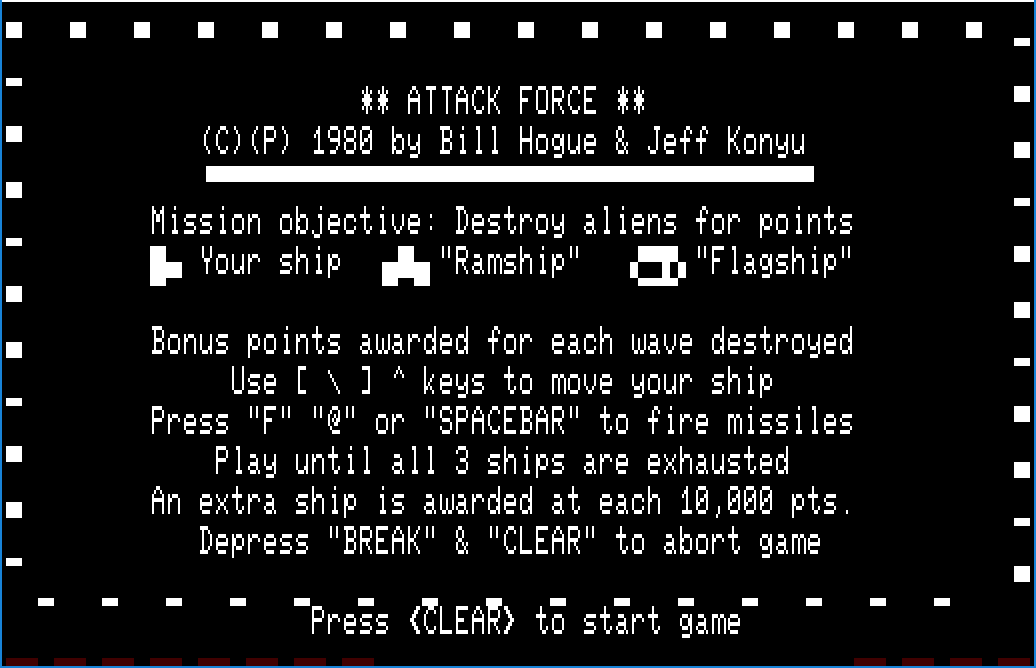 ** ATTACK FORCE **
(C)(P) 1980 by Bill Hogue & Jeff Konyu
Mission objective: Destroy aliens for points
Your ship "Ramship" "Flagship"
Bonus points awarded for each wave destroyed
Use [ \ ] ^ keys to move your ship
Press "F" "@" or "SPACEBAR" to fire missiles
Play until all 3 ships are exhausted
An extra ship is awarded at each 10,000 pts.
Depress "BREAK" & "CLEAR" to abort game
Press <CLEAR> to start game